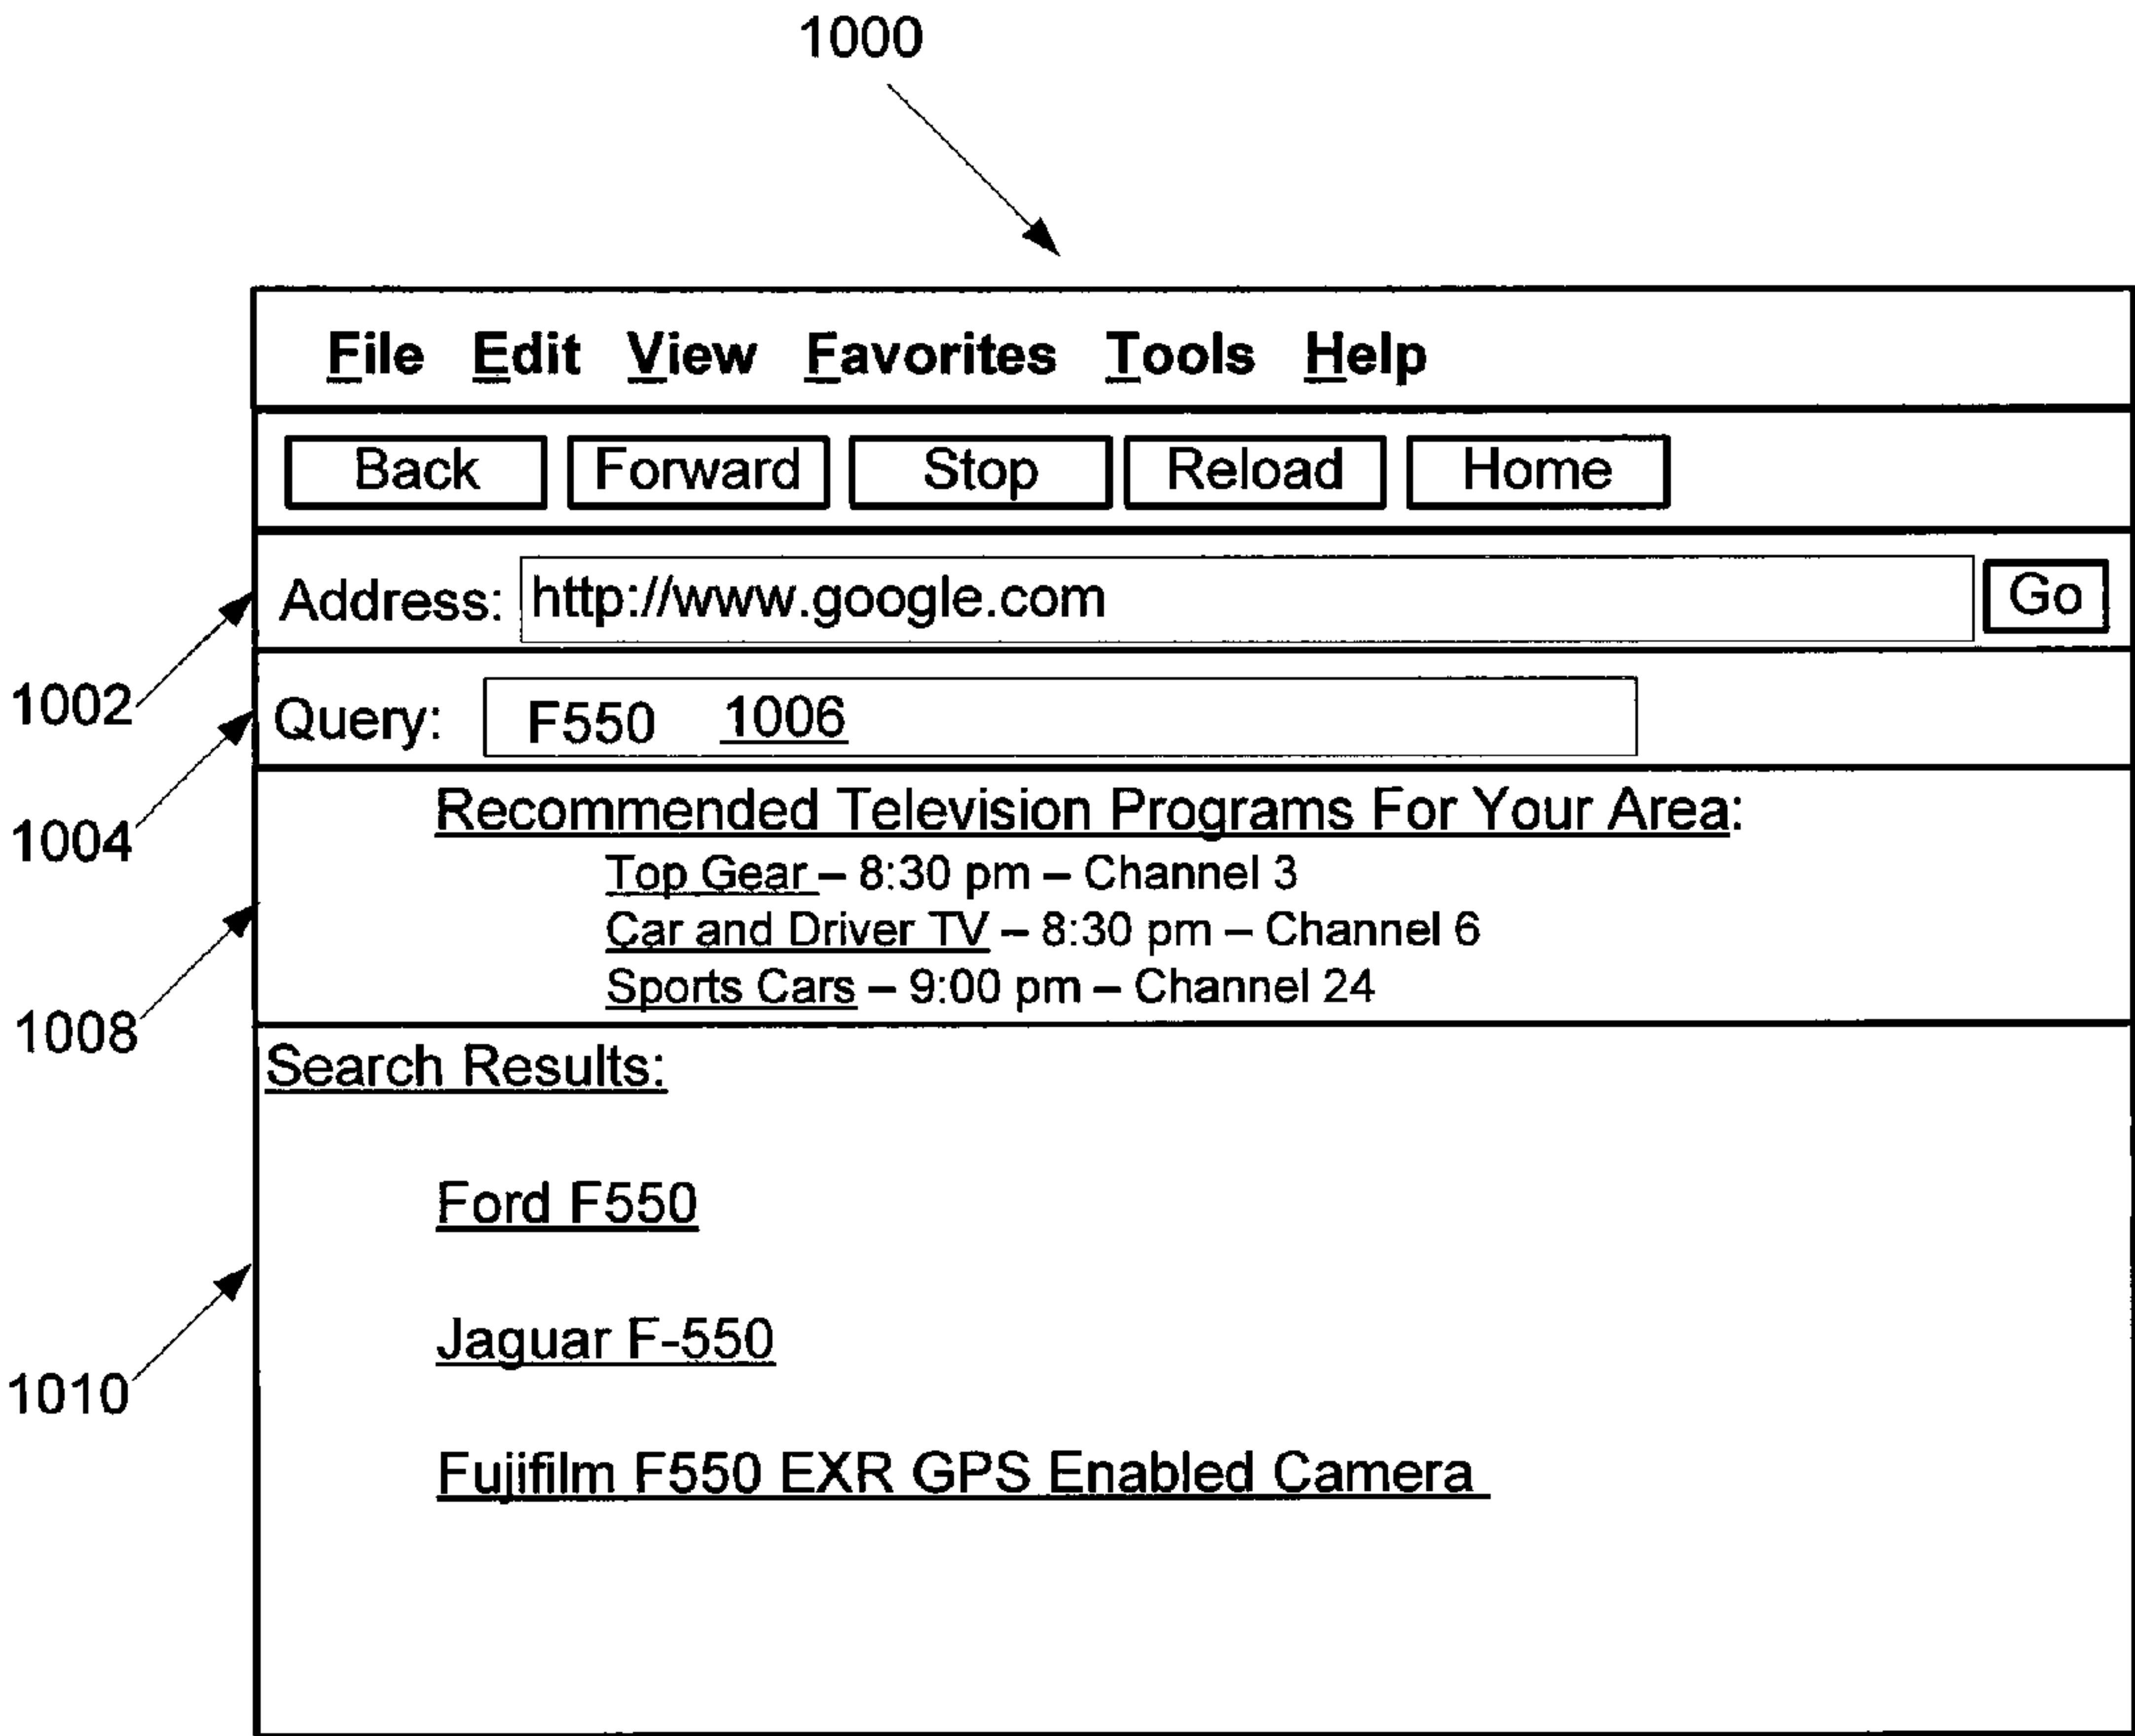 1000
File Edit View Favorites Tools Help
Back Forward Stop Reload Home
Address: http://www.google.com Go
1002
Query: F550 1006
1004
Recommended Television Programs For Your Area:
Top Gear – 8:30 pm – Channel 3
Car and Driver TV – 8:30 pm – Channel 6
Sports Cars – 9:00 pm – Channel 24
1008
Search Results:
Ford F550
Jaguar F-550
1010
Fujifilm F550 EXR GPS Enabled Camera